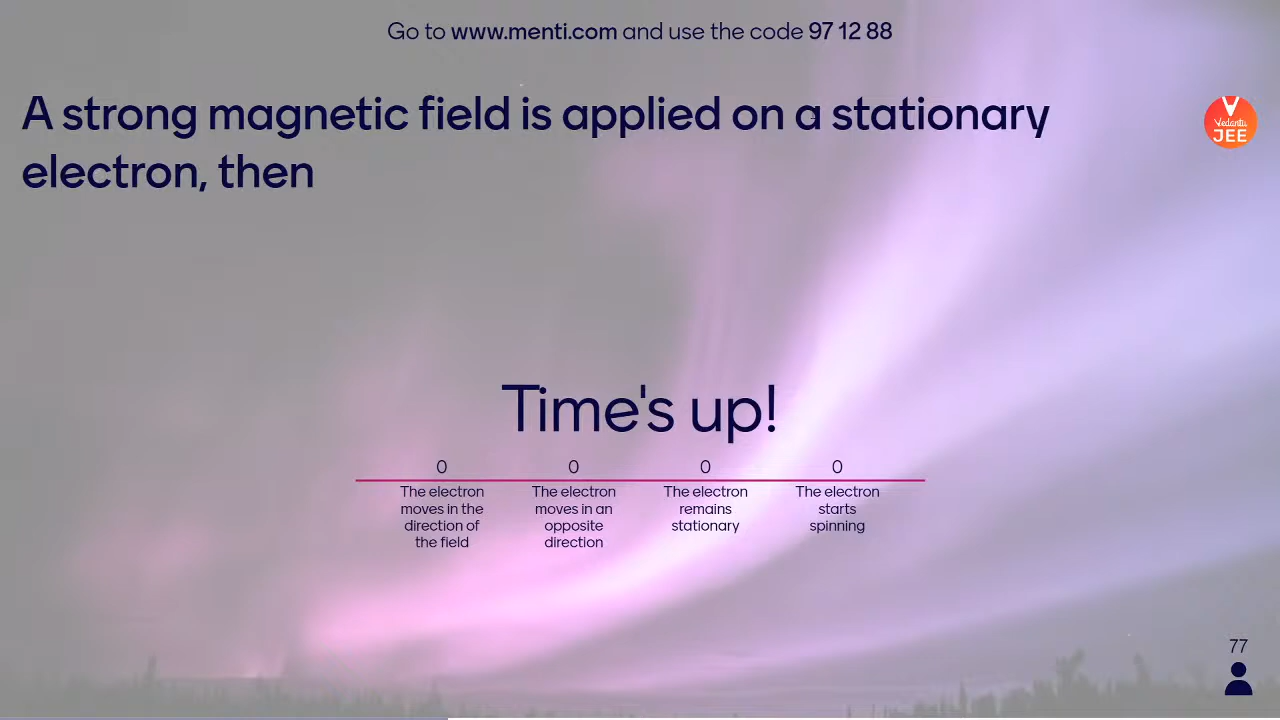 Go to www.menti.com and use the code 97 12 88
A strong magnetic field is applied on a stationary
electron, then
V
Vedantu
JEE
Time's up!
0
0
0
0
The electron
moves in the
direction of
the field
The electron
moves in an
opposite
direction
The electron
remains
stationary
The electron
starts
spinning
77